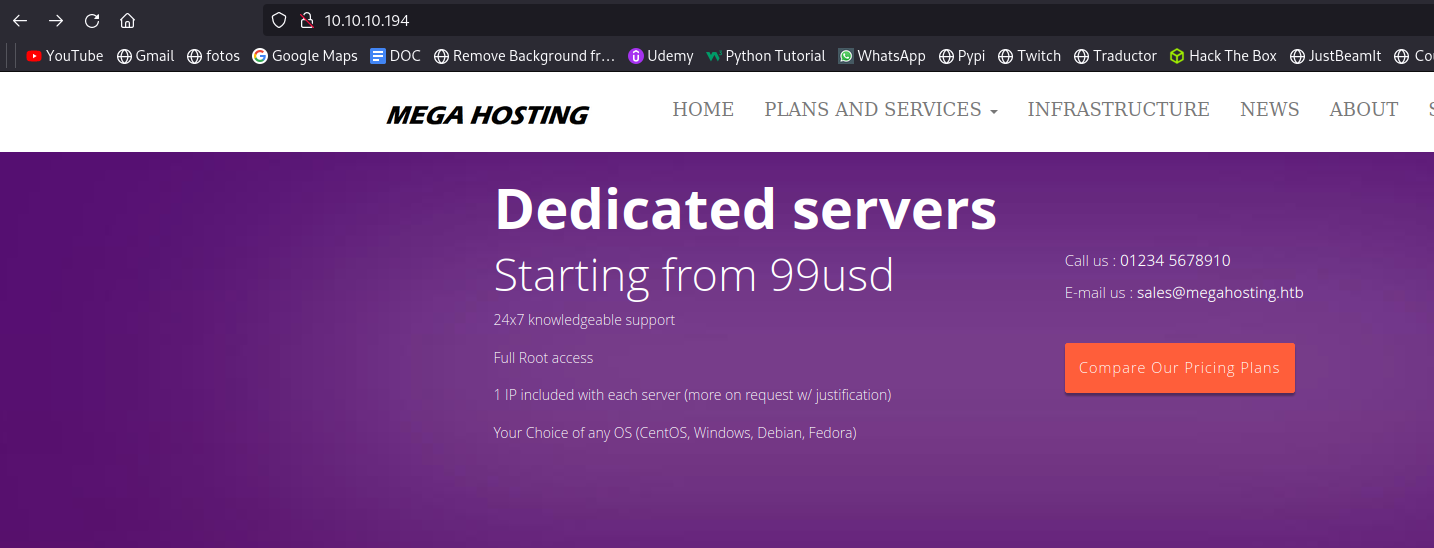 10.10.10.194
YouTube Gmail fotos Google Maps DOC Remove Background fr... Udemy Python Tutorial WhatsApp Pypi Twitch Traductor Hack The Box JustBeamIt Co
MEGA HOSTING HOME PLANS AND SERVICES INFRASTRUCTURE NEWS ABOUT S
Dedicated servers
Starting from 99usd
24x7 knowledgeable support
Full Root access
1 IP included with each server (more on request w/ justification)
Your Choice of any OS (CentOS, Windows, Debian, Fedora)
Call us : 01234 5678910
E-mail us : sales@megahosting.htb
Compare Our Pricing Plans